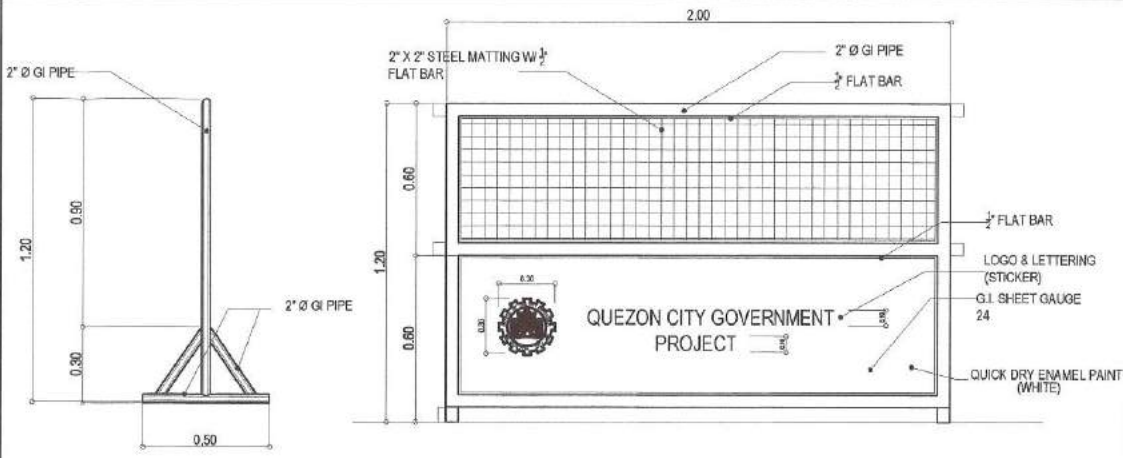 2" Ø GI PIPE
1.20
0.90
0.30
2" Ø GI PIPE
0.50
2.00
2" X 2" STEEL MATTING W/ 1/2"
FLAT BAR
2" Ø GI PIPE
1/2" FLAT BAR
1.20
0.60
0.60
1/2" FLAT BAR
LOGO & LETTERING
(STICKER)
G.I. SHEET GAUGE
24
QUICK DRY ENAMEL PAINT
(WHITE)
0.30
0.30
QUEZON CITY GOVERNMENT
PROJECT